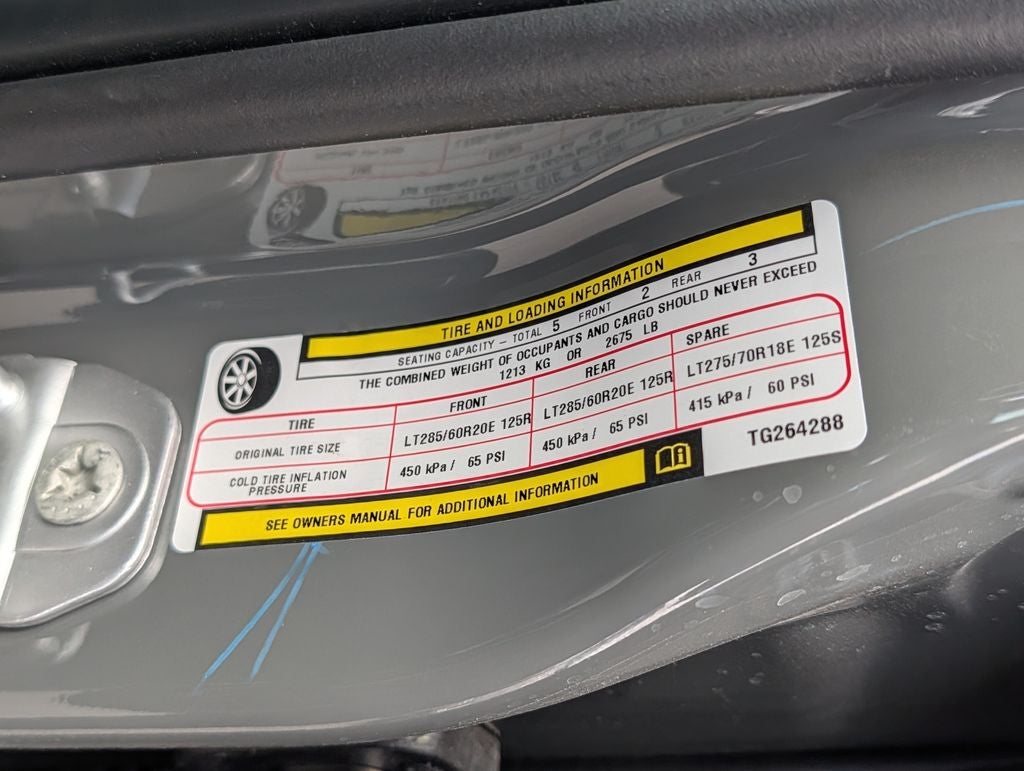 TIRE AND LOADING INFORMATION
SEATING CAPACITY – TOTAL 5 FRONT 2 REAR 3
THE COMBINED WEIGHT OF OCCUPANTS AND CARGO SHOULD NEVER EXCEED
1213 KG OR 2675 LB
TIRE FRONT REAR SPARE
ORIGINAL TIRE SIZE LT285/60R20E 125R LT285/60R20E 125R LT275/70R18E 125S
COLD TIRE INFLATION PRESSURE 450 kPa / 65 PSI 450 kPa / 65 PSI 415 kPa / 60 PSI
SEE OWNERS MANUAL FOR ADDITIONAL INFORMATION
TG264288